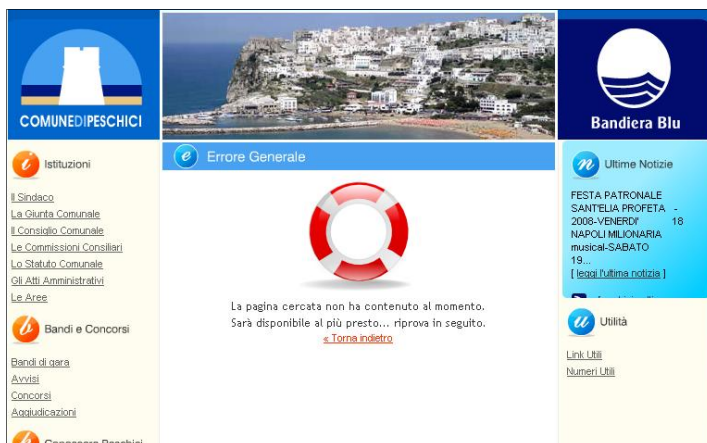 COMUNEDIPESCHICI
Bandiera Blu
Istituzioni
Il Sindaco
La Giunta Comunale
Il Consiglio Comunale
Le Commissioni Consiliari
Lo Statuto Comunale
Gli Atti Amministrativi
Le Aree
Bandi e Concorsi
Bandi di gara
Avvisi
Concorsi
Aggiudicazioni
Conoscere Peschici
Errore Generale
La pagina cercata non ha contenuto al momento.
Sarà disponibile al più presto... riprova in seguito.
« Torna indietro
Ultime Notizie
FESTA PATRONALE
SANT'ELIA PROFETA -
2008-VENERDI' 18
NAPOLI MILIONARIA
musical-SABATO
19...
[ leggi l'ultima notizia ]
Utilità
Link Utili
Numeri Utili